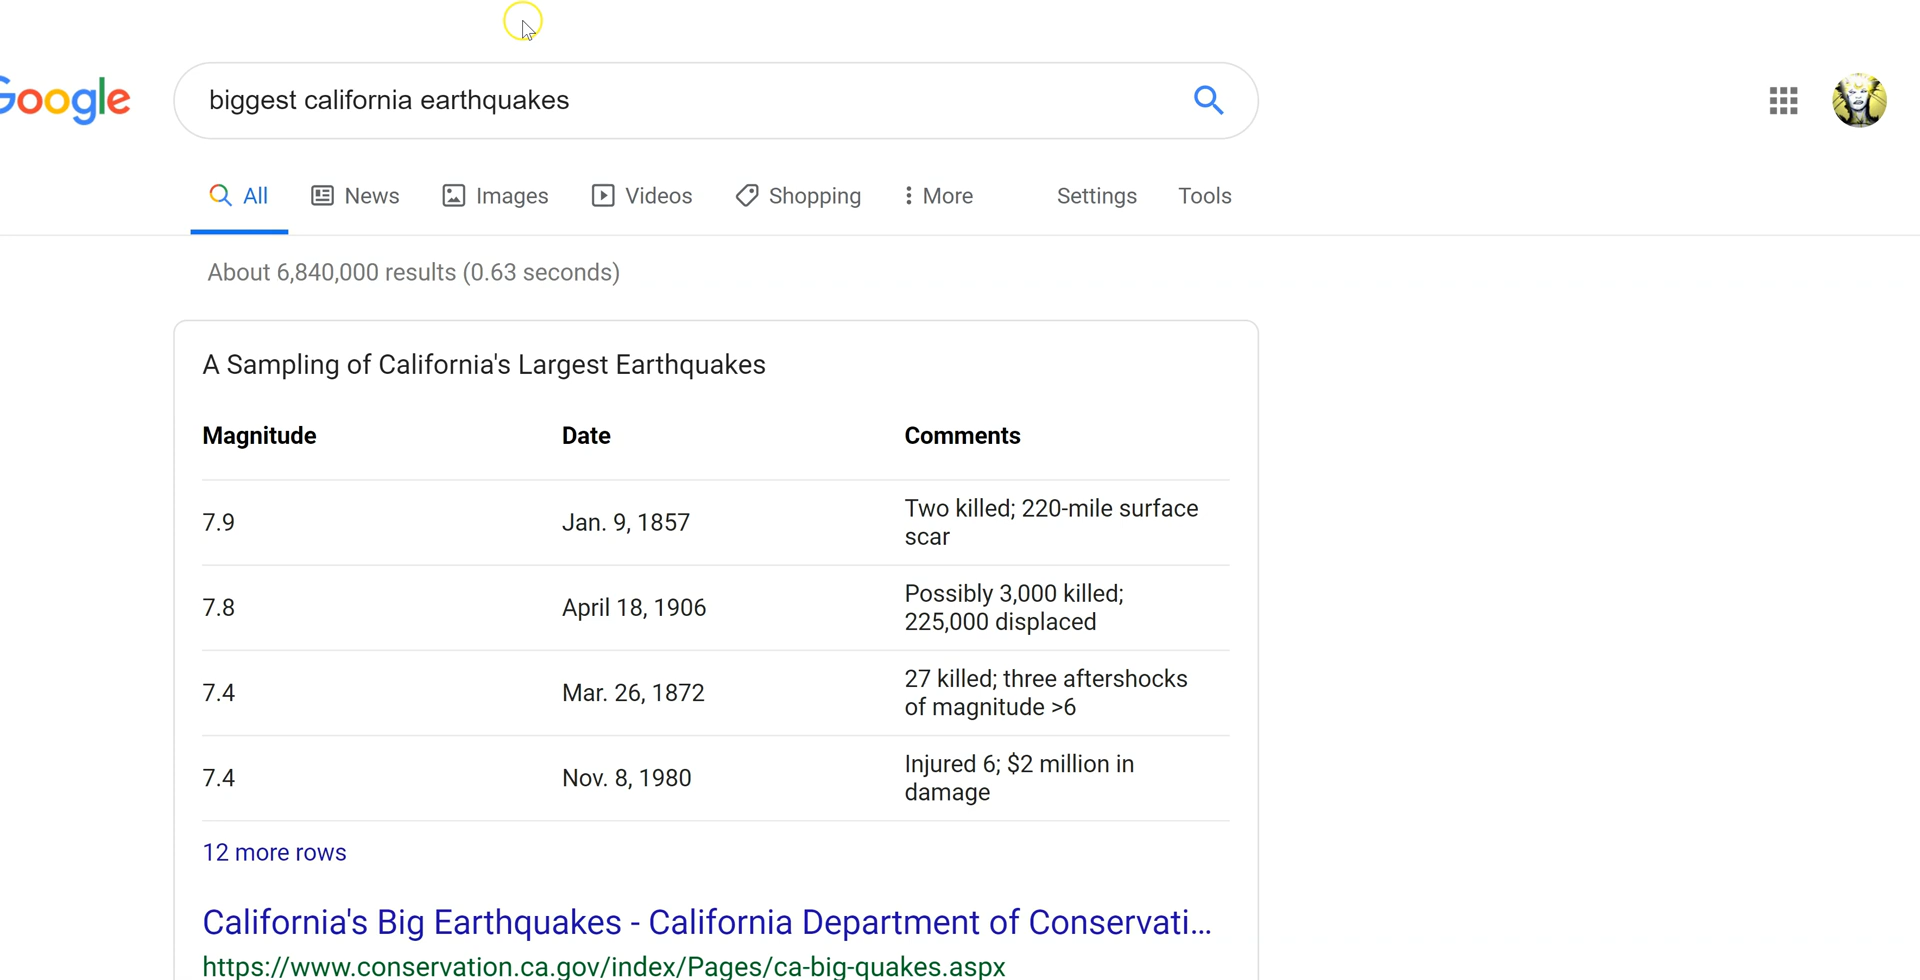 Google
biggest california earthquakes
All News Images Videos Shopping More Settings Tools
About 6,840,000 results (0.63 seconds)
A Sampling of California's Largest Earthquakes
Magnitude Date Comments
7.9 Jan. 9, 1857 Two killed; 220-mile surface
scar
7.8 April 18, 1906 Possibly 3,000 killed;
225,000 displaced
7.4 Mar. 26, 1872 27 killed; three aftershocks
of magnitude >6
7.4 Nov. 8, 1980 Injured 6; $2 million in
damage
12 more rows
California's Big Earthquakes - California Department of Conservati...
https://www.conservation.ca.gov/index/Pages/ca-big-quakes.aspx